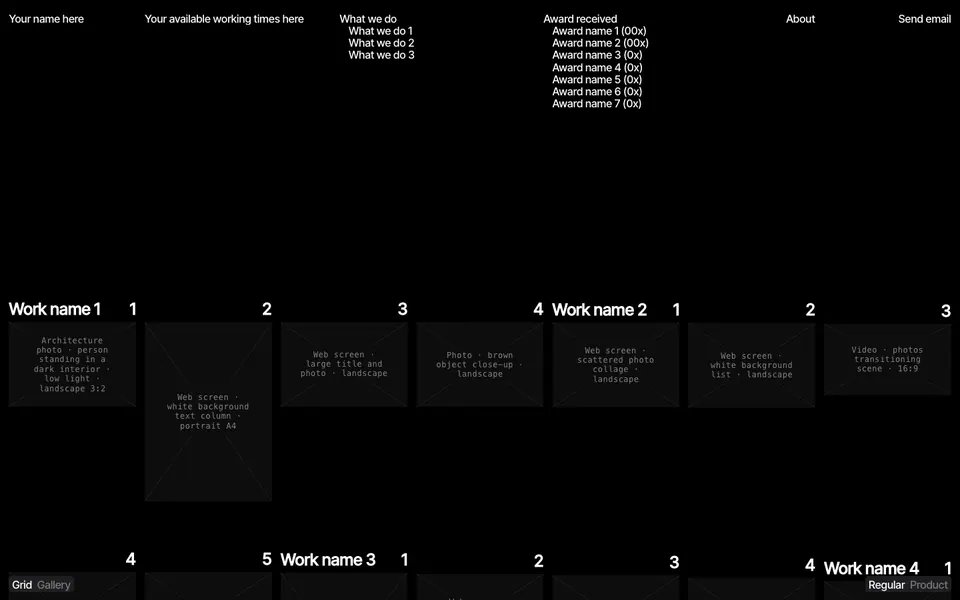 Your name here
Your available working times here
What we do
What we do 1
What we do 2
What we do 3
Award received
Award name 1 (00x)
Award name 2 (00x)
Award name 3 (0x)
Award name 4 (0x)
Award name 5 (0x)
Award name 6 (0x)
Award name 7 (0x)
About
Send email
Work name 1 1
2
3
4
Work name 2 1
2
3
Architecture
photo · person
standing in a
dark interior ·
low light ·
landscape 3:2
Web screen ·
white background
text column ·
portrait A4
Web screen ·
large title and
photo · landscape
Photo · brown
object close-up ·
landscape
Web screen ·
scattered photo
collage ·
landscape
Web screen ·
white background
list · landscape
Video · photos
transitioning
scene · 16:9
4
5
Work name 3 1
2
3
4
Work name 4 1
Grid Gallery
Regular Product